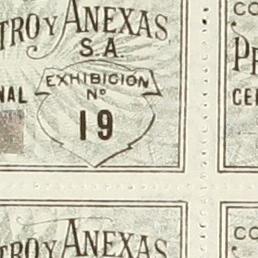 TRO Y ANEXAS CO
S.A.
EXHIBICION
NO
NAL CE
19
TRO Y ANEXAS CO